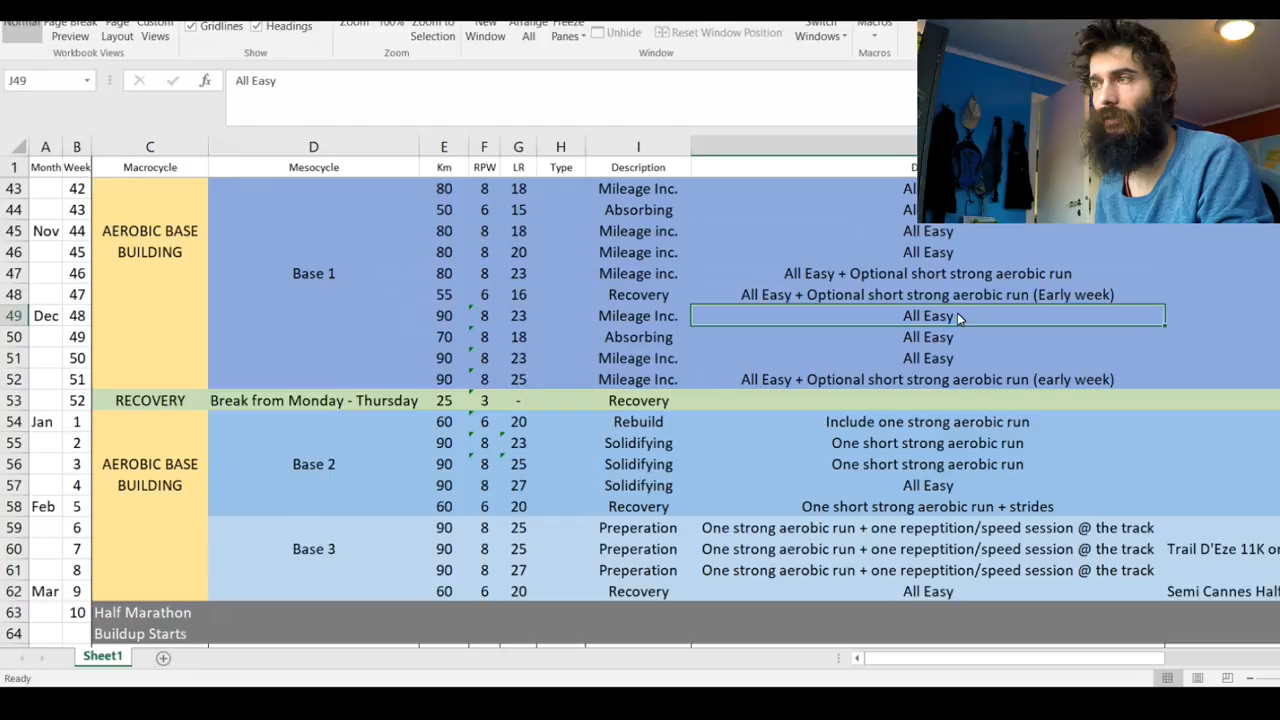 Normal Page Break Page Custom Gridlines Headings Zoom 100% Zoom to New Arrange Freeze Unhide Reset Window Position Switch Macros
Preview Layout Views Selection Window All Panes Windows
Workbook Views Show Zoom Window Macros
J49 fx All Easy
A B C D E F G H I
1 Month Week Macrocycle Mesocycle Km RPW LR Type Description D
43 42 80 8 18 Mileage Inc. All
44 43 50 6 15 Absorbing All
45 Nov 44 AEROBIC BASE 80 8 18 Mileage inc. All Easy
46 45 BUILDING 80 8 20 Mileage inc. All Easy
47 46 Base 1 80 8 23 Mileage inc. All Easy + Optional short strong aerobic run
48 47 55 6 16 Recovery All Easy + Optional short strong aerobic run (Early week)
49 Dec 48 90 8 23 Mileage Inc. All Easy
50 49 70 8 18 Absorbing All Easy
51 50 90 8 23 Mileage Inc. All Easy
52 51 90 8 25 Mileage Inc. All Easy + Optional short strong aerobic run (early week)
53 52 RECOVERY Break from Monday - Thursday 25 3 - Recovery
54 Jan 1 60 6 20 Rebuild Include one strong aerobic run
55 2 90 8 23 Solidifying One short strong aerobic run
56 3 AEROBIC BASE Base 2 90 8 25 Solidifying One short strong aerobic run
57 4 BUILDING 90 8 27 Solidifying All Easy
58 Feb 5 60 6 20 Recovery One short strong aerobic run + strides
59 6 90 8 25 Preperation One strong aerobic run + one repeptition/speed session @ the track
60 7 Base 3 90 8 25 Preperation One strong aerobic run + one repeptition/speed session @ the track Trail D'Eze 11K or
61 8 90 8 27 Preperation One strong aerobic run + one repeptition/speed session @ the track
62 Mar 9 60 6 20 Recovery All Easy Semi Cannes Half
63 10 Half Marathon
64 Buildup Starts
Sheet1
Ready